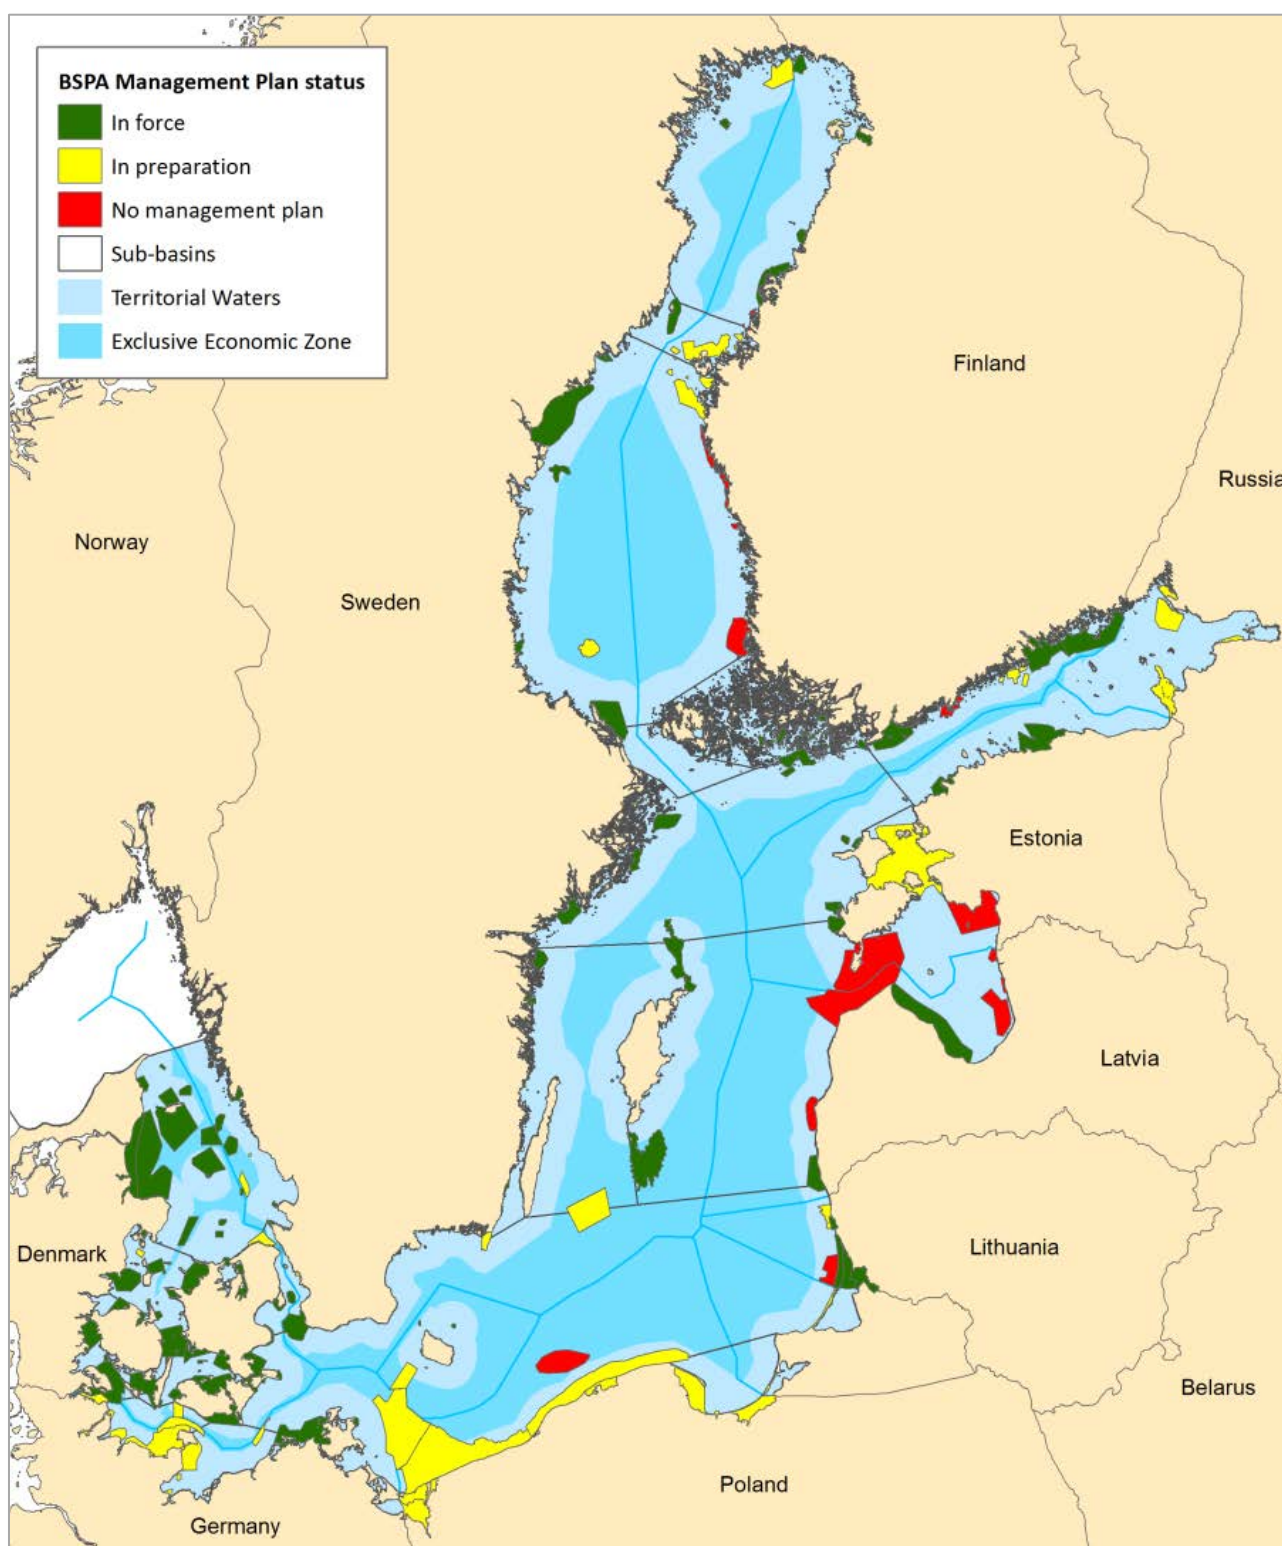 BSPA Management Plan status
In force
In preparation
No management plan
Sub-basins
Territorial Waters
Exclusive Economic Zone
Finland
Russia
Norway
Sweden
Estonia
Latvia
Denmark
Lithuania
Belarus
Poland
Germany